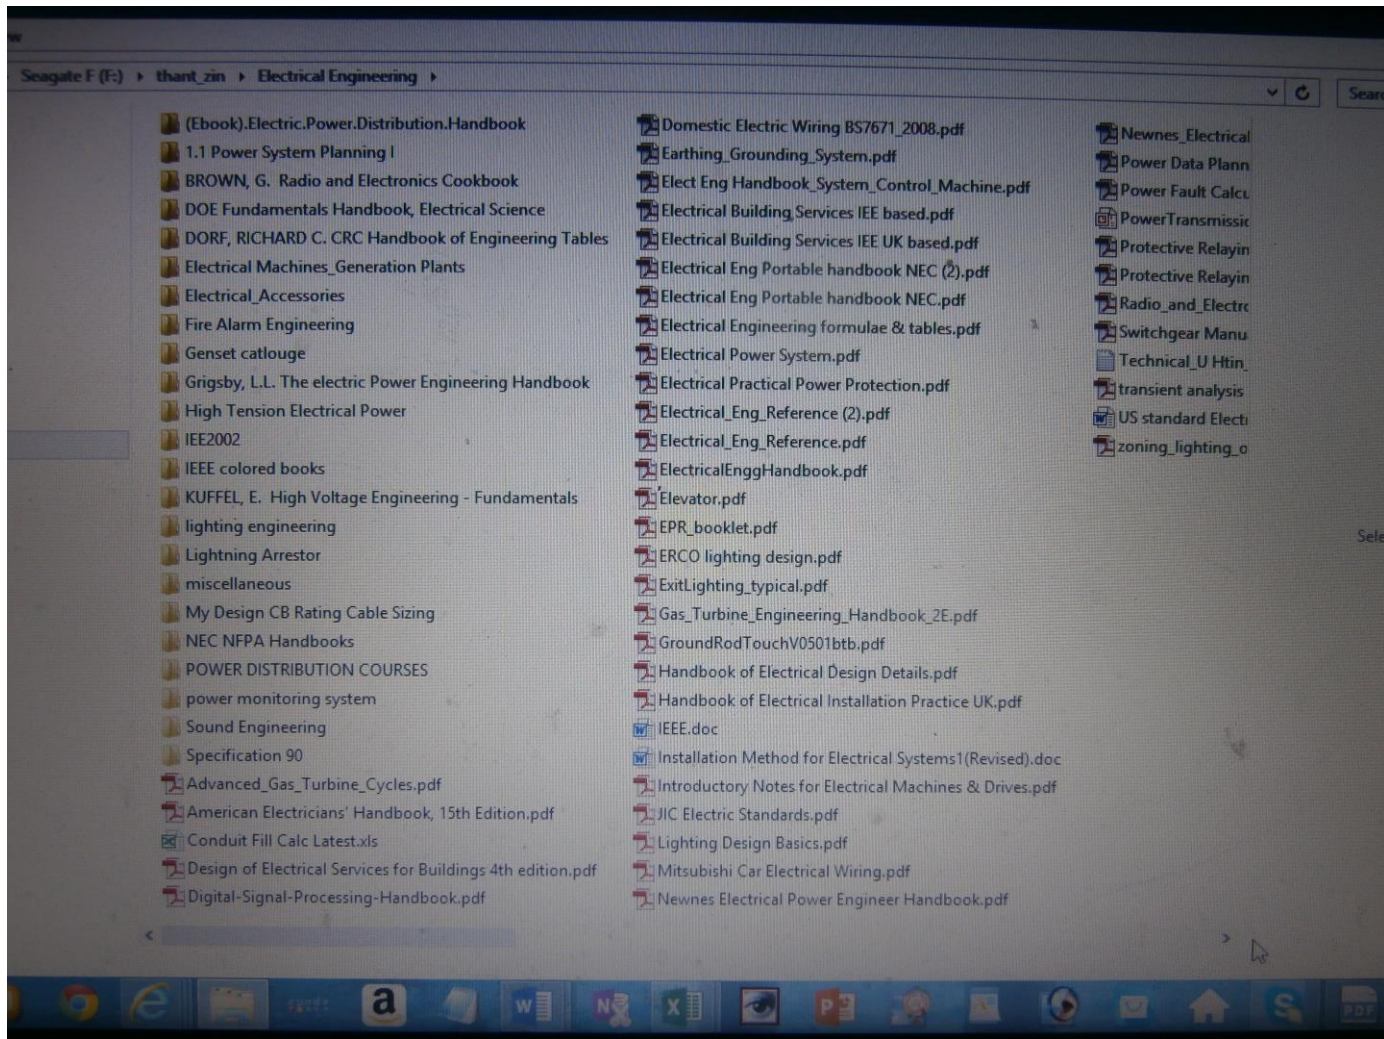 Seagate F (F:) thant_zin Electrical Engineering
Sear
(Ebook).Electric.Power.Distribution.Handbook
1.1 Power System Planning I
BROWN, G. Radio and Electronics Cookbook
DOE Fundamentals Handbook, Electrical Science
DORF, RICHARD C. CRC Handbook of Engineering Tables
Electrical Machines_Generation Plants
Electrical_Accessories
Fire Alarm Engineering
Genset catlouge
Grigsby, L.L. The electric Power Engineering Handbook
High Tension Electrical Power
IEE2002
IEEE colored books
KUFFEL, E. High Voltage Engineering - Fundamentals
lighting engineering
Lightning Arrestor
miscellaneous
My Design CB Rating Cable Sizing
NEC NFPA Handbooks
POWER DISTRIBUTION COURSES
power monitoring system
Sound Engineering
Specification 90
Advanced_Gas_Turbine_Cycles.pdf
American Electricians' Handbook, 15th Edition.pdf
Conduit Fill Calc Latest.xls
Design of Electrical Services for Buildings 4th edition.pdf
Digital-Signal-Processing-Handbook.pdf
Domestic Electric Wiring BS7671_2008.pdf
Earthing_Grounding_System.pdf
Elect Eng Handbook_System_Control_Machine.pdf
Electrical Building Services IEE based.pdf
Electrical Building Services IEE UK based.pdf
Electrical Eng Portable handbook NEC (2).pdf
Electrical Eng Portable handbook NEC.pdf
Electrical Engineering formulae & tables.pdf
Electrical Power System.pdf
Electrical Practical Power Protection.pdf
Electrical_Eng_Reference (2).pdf
Electrical_Eng_Reference.pdf
ElectricalEnggHandbook.pdf
Elevator.pdf
EPR_booklet.pdf
ERCO lighting design.pdf
ExitLighting_typical.pdf
Gas_Turbine_Engineering_Handbook_2E.pdf
GroundRodTouchV0501btb.pdf
Handbook of Electrical Design Details.pdf
Handbook of Electrical Installation Practice UK.pdf
IEEE.doc
Installation Method for Electrical Systems1(Revised).doc
Introductory Notes for Electrical Machines & Drives.pdf
JIC Electric Standards.pdf
Lighting Design Basics.pdf
Mitsubishi Car Electrical Wiring.pdf
Newnes Electrical Power Engineer Handbook.pdf
Newnes_Electrical
Power Data Plann
Power Fault Calcu
PowerTransmissic
Protective Relayin
Protective Relayin
Radio_and_Electro
Switchgear Manu
Technical_U Htin_
transient analysis
US standard Electr
zoning_lighting_o
Sele
PDF